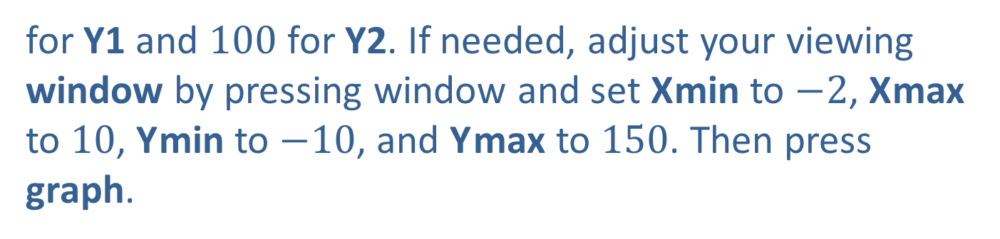 for Y1 and 100 for Y2. If needed, adjust your viewing
window by pressing window and set Xmin to −2, Xmax
to 10, Ymin to −10, and Ymax to 150. Then press
graph.